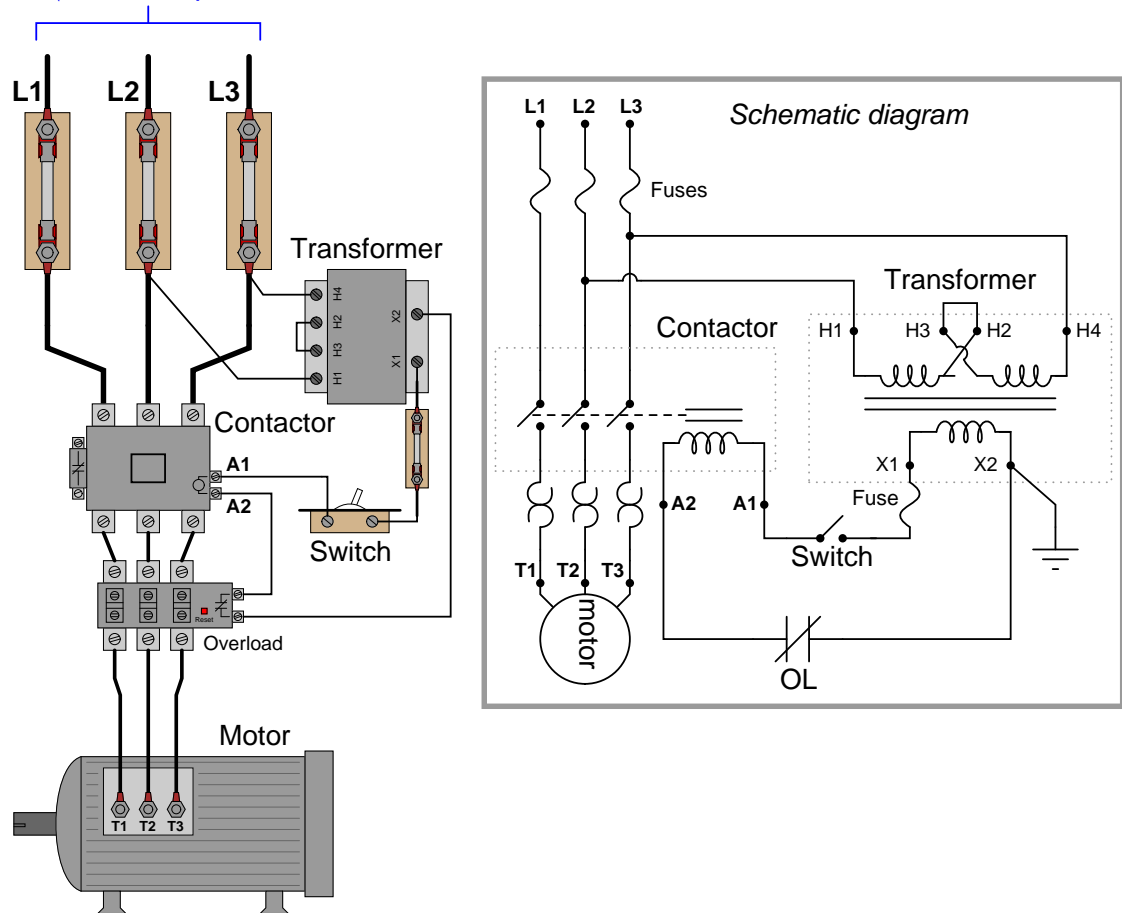 L1 L2 L3
Transformer
H4
H2
H3
H1
X2
X1
Contactor
A1
A2
Switch
Reset
Overload
Motor
T1 T2 T3
Schematic diagram
L1 L2 L3
Fuses
Transformer
H1 H3 H2 H4
Contactor
X1 X2
Fuse
A2 A1
Switch
T1 T2 T3
motor
OL